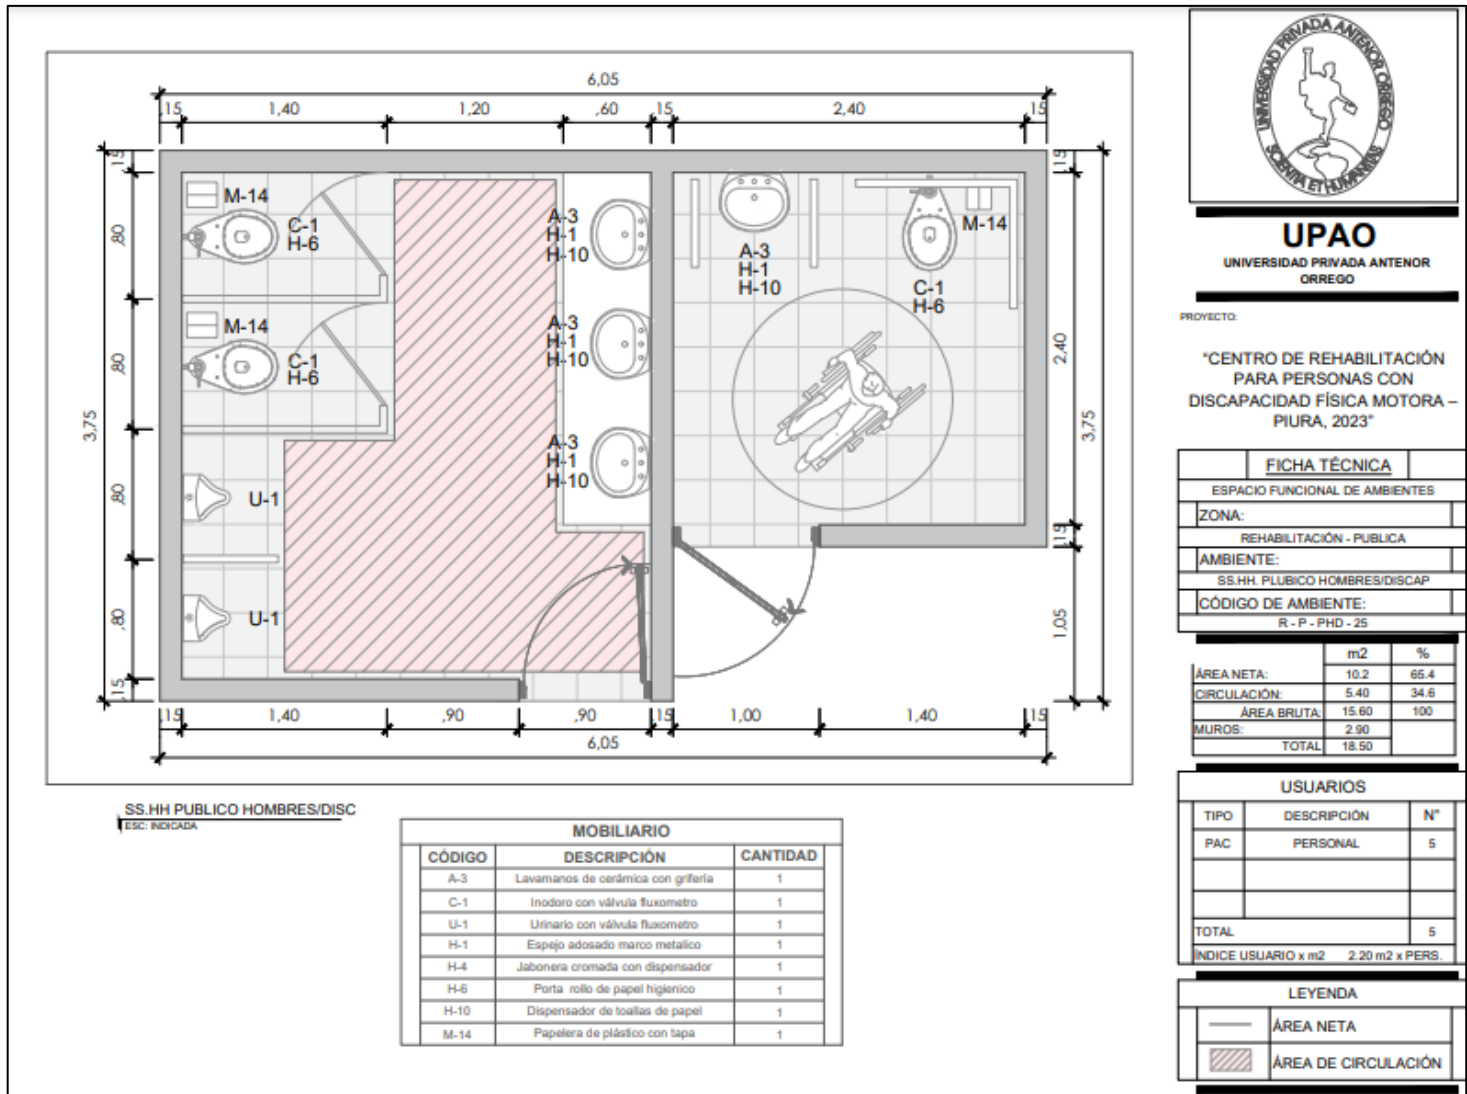 6,05
,15 1,40 1,20 ,60 ,15 2,40 ,15
,15
,80
,80
,80
,80
,15
3,75
M-14
C-1
H-6
M-14
C-1
H-6
U-1
U-1
A-3
H-1
H-10
A-3
H-1
H-10
A-3
H-1
H-10
A-3
H-1
H-10
M-14
C-1
H-6
,15
2,40
,15
1,05
3,75
,15 1,40 ,90 ,90 ,15 1,00 1,40 ,15
6,05
SS.HH PUBLICO HOMBRES/DISC
ESC: INDICADA
MOBILIARIO
CÓDIGO DESCRIPCIÓN CANTIDAD
A-3 Lavamanos de cerámica con grifería 1
C-1 Inodoro con válvula fluxometro 1
U-1 Urinario con válvula fluxometro 1
H-1 Espejo adosado marco metalico 1
H-4 Jabonera cromada con dispensador 1
H-6 Porta rollo de papel higienico 1
H-10 Dispensador de toallas de papel 1
M-14 Papelera de plástico con tapa 1
UNIVERSIDAD PRIVADA ANTENOR ORREGO
SCIENTIA ET HUMANITAS
UPAO
UNIVERSIDAD PRIVADA ANTENOR
ORREGO
PROYECTO:
"CENTRO DE REHABILITACIÓN
PARA PERSONAS CON
DISCAPACIDAD FÍSICA MOTORA –
PIURA, 2023"
FICHA TÉCNICA
ESPACIO FUNCIONAL DE AMBIENTES
ZONA:
REHABILITACIÓN - PUBLICA
AMBIENTE:
SS.HH. PLUBICO HOMBRES/DISCAP
CÓDIGO DE AMBIENTE:
R - P - PHD - 25
m2 %
ÁREA NETA: 10.2 65.4
CIRCULACIÓN: 5.40 34.6
ÁREA BRUTA: 15.60 100
MUROS: 2.90
TOTAL 18.50
USUARIOS
TIPO DESCRIPCIÓN N°
PAC PERSONAL 5
TOTAL 5
ÍNDICE USUARIO x m2 2.20 m2 x PERS.
LEYENDA
ÁREA NETA
ÁREA DE CIRCULACIÓN